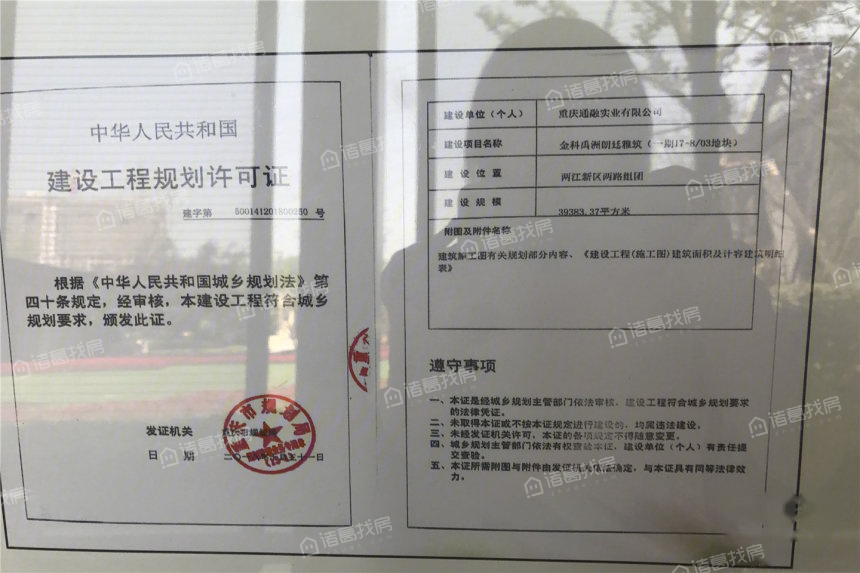 中华人民共和国
建设工程规划许可证
建字第 500141201800250 号
根据《中华人民共和国城乡规划法》第
四十条规定，经审核，本建设工程符合城乡
规划要求，颁发此证。
发证机关
日 期
重庆市规划局
建设单位（个人） 重庆通融实业有限公司
建设项目名称 金科禹洲朗廷雅筑（一期J7-8/03地块）
建设位置 两江新区两路组团
建设规模 39383.37平方米
附图及附件名称
建筑施工图有关规划部分内容、《建设工程(施工图)建筑面积及计容建筑明细
表》
遵守事项
一、本证是经城乡规划主管部门依法审核，建设工程符合城乡规划要求
的法律凭证。
二、未取得本证或不按本证规定进行建设的，均属违法建设。
三、未经发证机关许可，本证的各项规定不得随意变更。
四、城乡规划主管部门依法有权查验本证，建设单位（个人）有责任提
交查验。
五、本证所需附图与附件由发证机关依法确定，与本证具有同等法律效
力。
诸葛找房